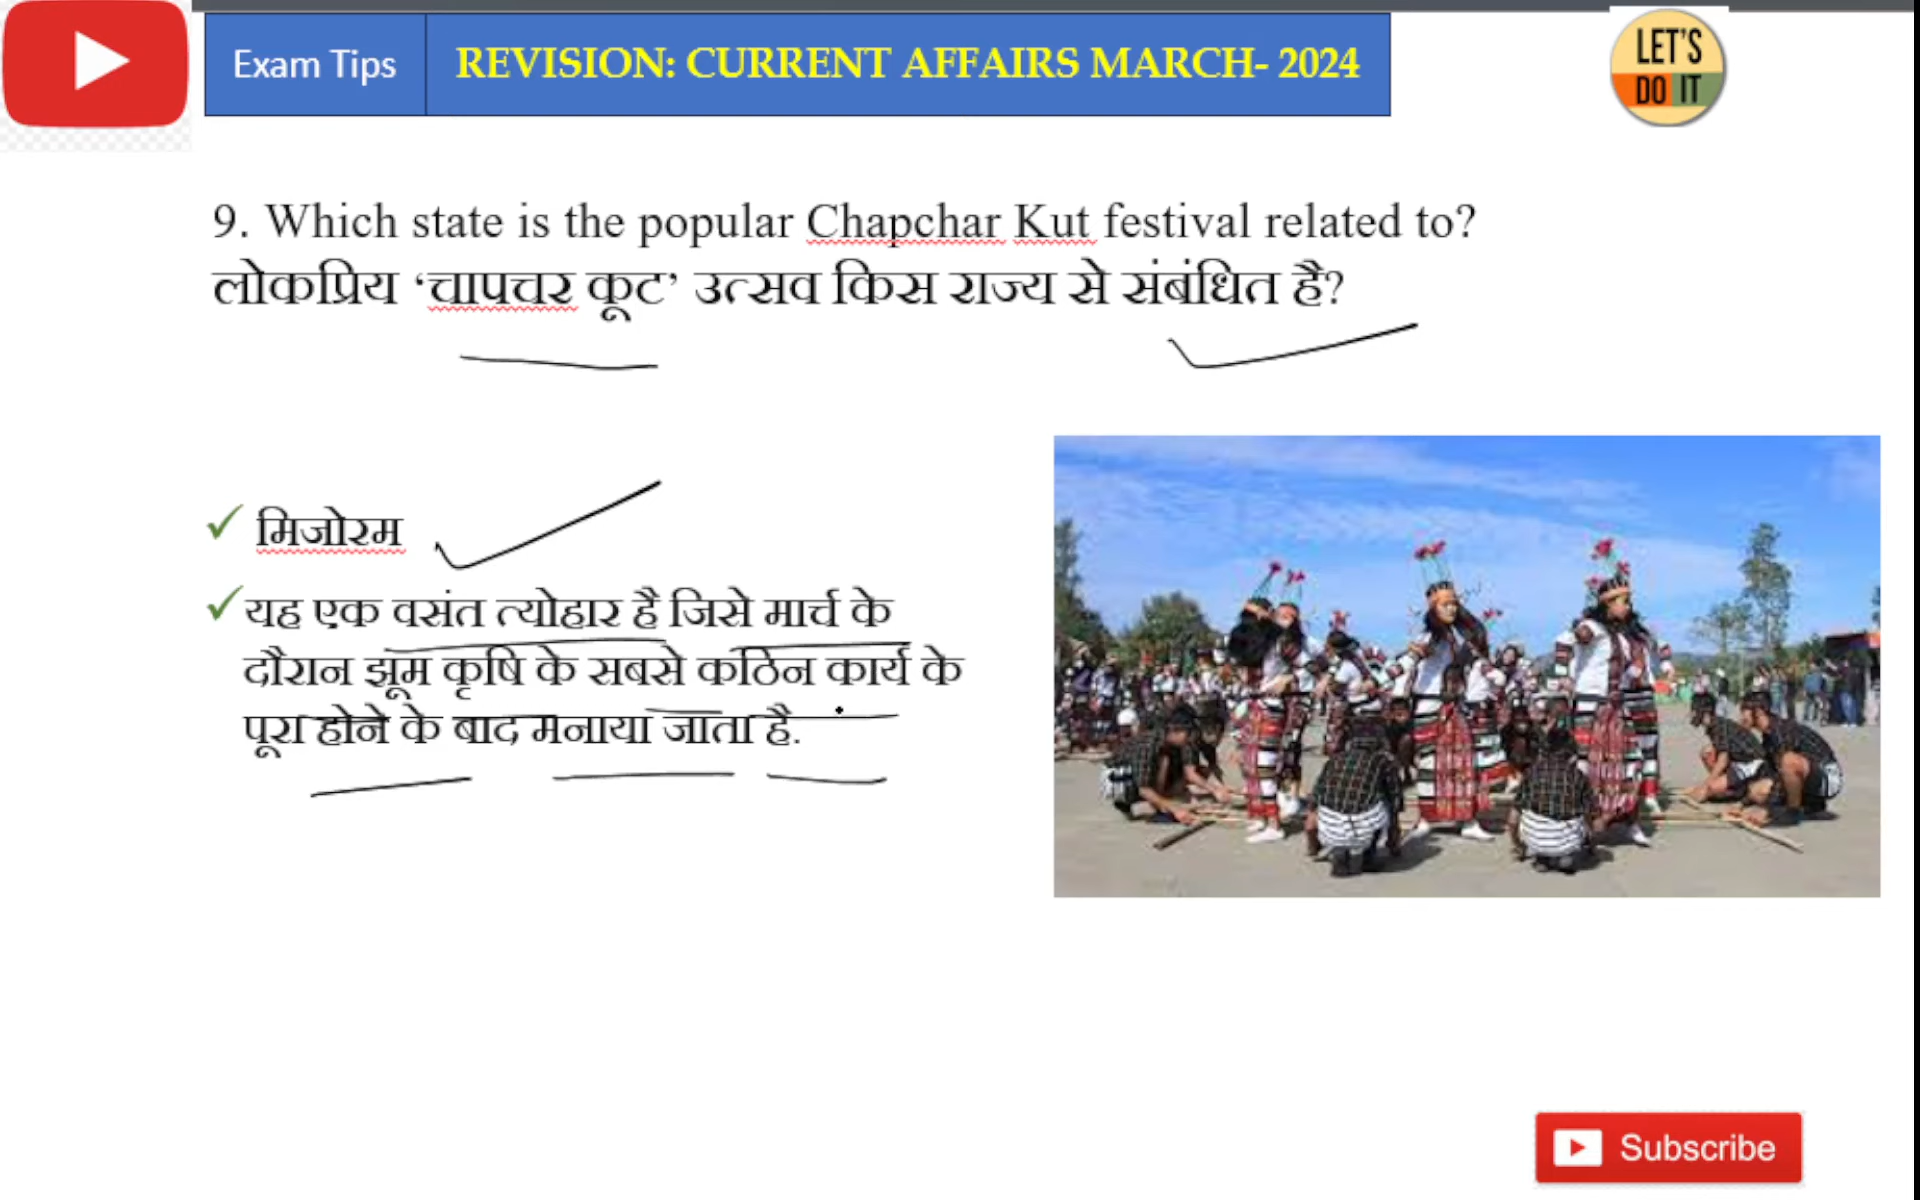 Exam Tips
REVISION: CURRENT AFFAIRS MARCH- 2024
LET'S
DO IT
9. Which state is the popular Chapchar Kut festival related to?
लोकप्रिय ‘चापचर कूट’ उत्सव किस राज्य से संबंधित है?
मिजोरम
यह एक वसंत त्योहार है जिसे मार्च के
दौरान झूम कृषि के सबसे कठिन कार्य के
पूरा होने के बाद मनाया जाता है.
Subscribe